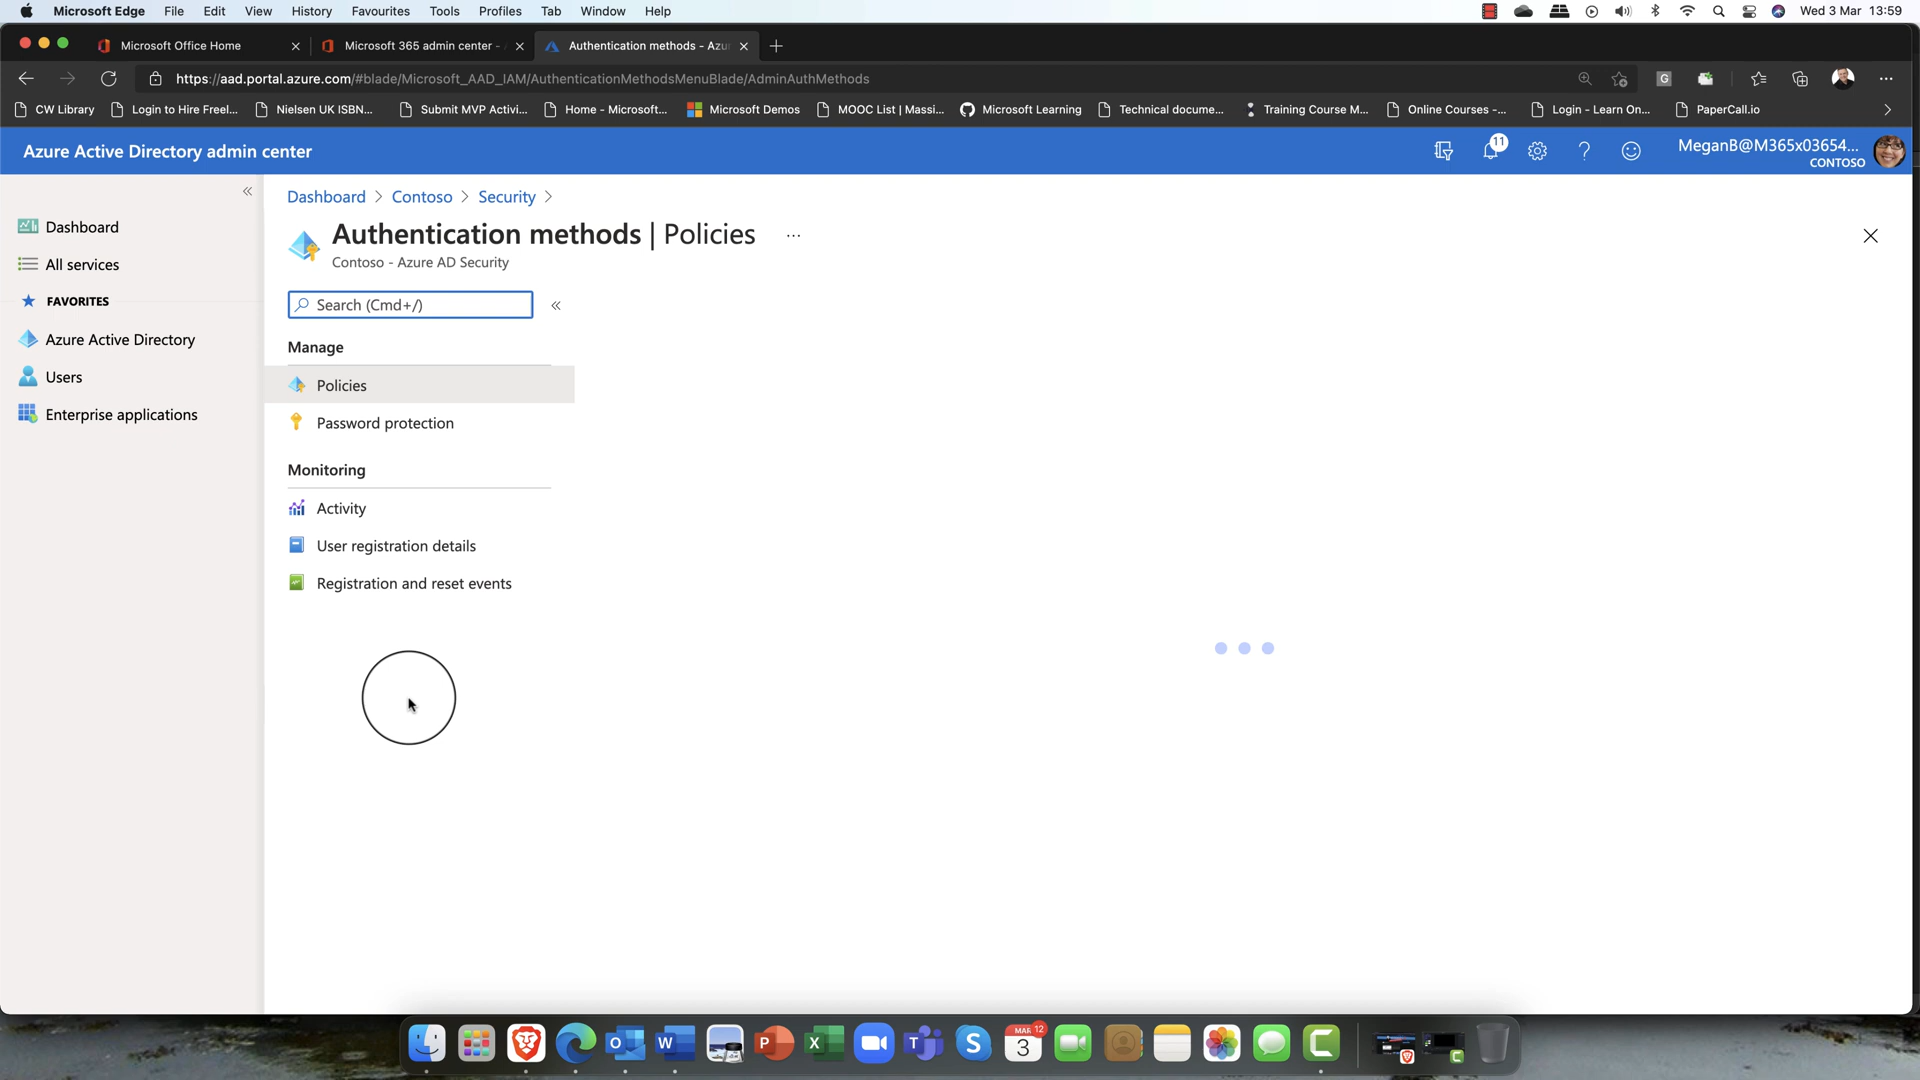 Microsoft Edge File Edit View History Favourites Tools Profiles Tab Window Help Wed 3 Mar 13:59
Microsoft Office Home Microsoft 365 admin center - Authentication methods - Azu
https://aad.portal.azure.com/#blade/Microsoft_AAD_IAM/AuthenticationMethodsMenuBlade/AdminAuthMethods G
CW Library Login to Hire Freel... Nielsen UK ISBN... Submit MVP Activi... Home - Microsoft... Microsoft Demos MOOC List | Massi... Microsoft Learning Technical docume... Training Course M... Online Courses -... Login - Learn On... PaperCall.io
Azure Active Directory admin center 11 MeganB@M365x03654...
CONTOSO
Dashboard > Contoso > Security >
Authentication methods | Policies ...
Contoso - Azure AD Security
Dashboard
All services
FAVORITES
Azure Active Directory
Users
Enterprise applications
Search (Cmd+/)
Manage
Policies
Password protection
Monitoring
Activity
User registration details
Registration and reset events
O W P X T S MAR 3 12 C